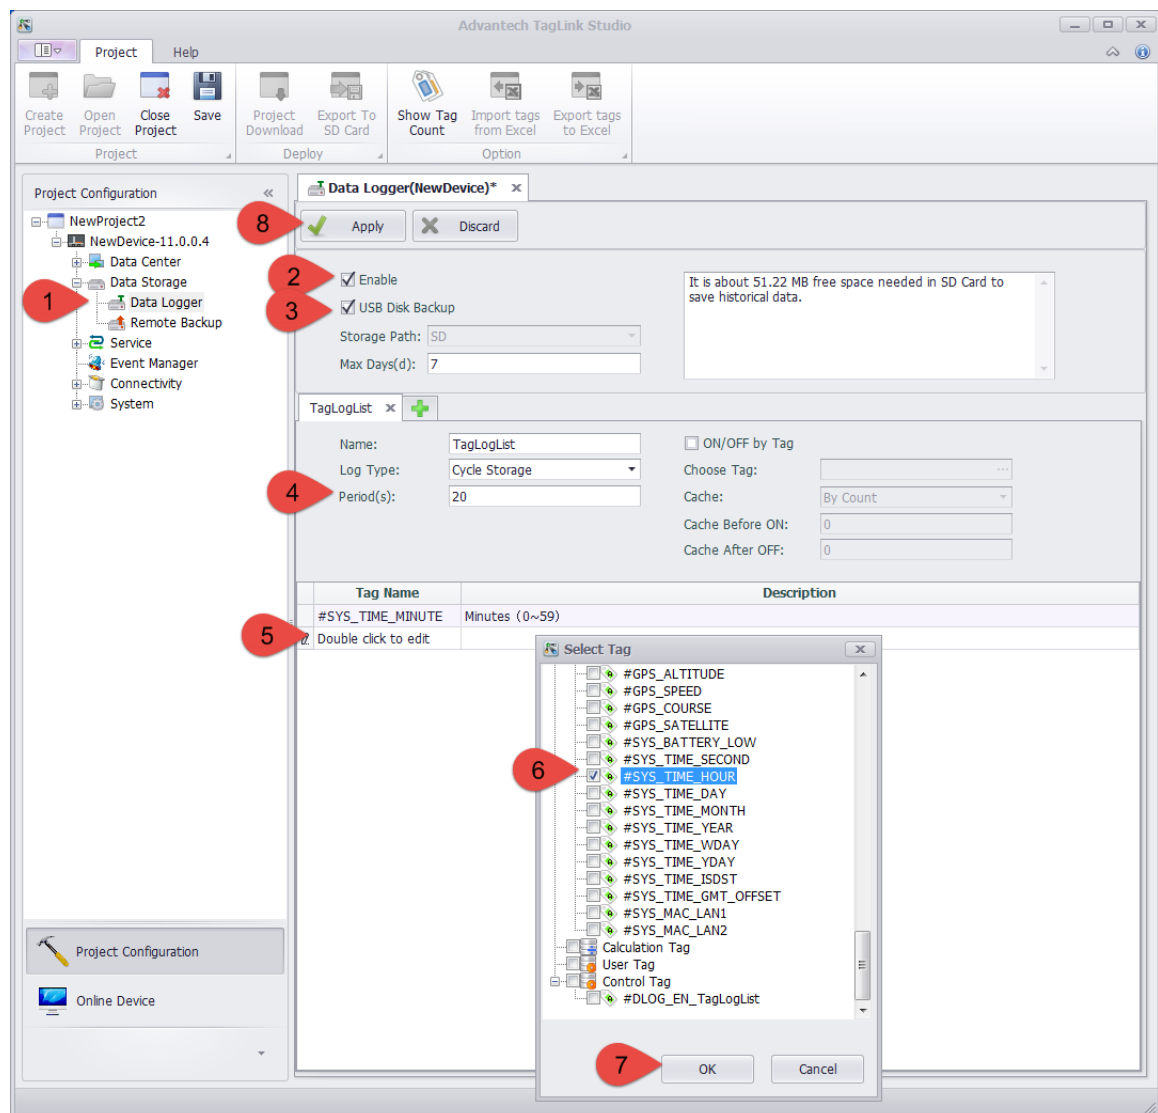 Advantech TagLink Studio
Project
Help
Create Project
Open Project
Close Project
Save
Project Download
Export To SD Card
Show Tag Count
Import tags from Excel
Export tags to Excel
Project
Deploy
Option
Project Configuration
«
NewProject2
NewDevice-11.0.0.4
Data Center
Data Storage
1
Data Logger
Remote Backup
Service
Event Manager
Connectivity
System
Project Configuration
Online Device
Data Logger(NewDevice)* x
8
Apply
Discard
2
Enable
3
USB Disk Backup
Storage Path: SD
Max Days(d): 7
It is about 51.22 MB free space needed in SD Card to
save historical data.
TagLogList x
Name: TagLogList
Log Type: Cycle Storage
4
Period(s): 20
ON/OFF by Tag
Choose Tag: ...
Cache: By Count
Cache Before ON: 0
Cache After OFF: 0
Tag Name Description
#SYS_TIME_MINUTE Minutes (0~59)
5
Double click to edit
Select Tag x
#GPS_ALTITUDE
#GPS_SPEED
#GPS_COURSE
#GPS_SATELLITE
#SYS_BATTERY_LOW
#SYS_TIME_SECOND
6
#SYS_TIME_HOUR
#SYS_TIME_DAY
#SYS_TIME_MONTH
#SYS_TIME_YEAR
#SYS_TIME_WDAY
#SYS_TIME_YDAY
#SYS_TIME_ISDST
#SYS_TIME_GMT_OFFSET
#SYS_MAC_LAN1
#SYS_MAC_LAN2
Calculation Tag
User Tag
Control Tag
#DLOG_EN_TagLogList
7
OK
Cancel